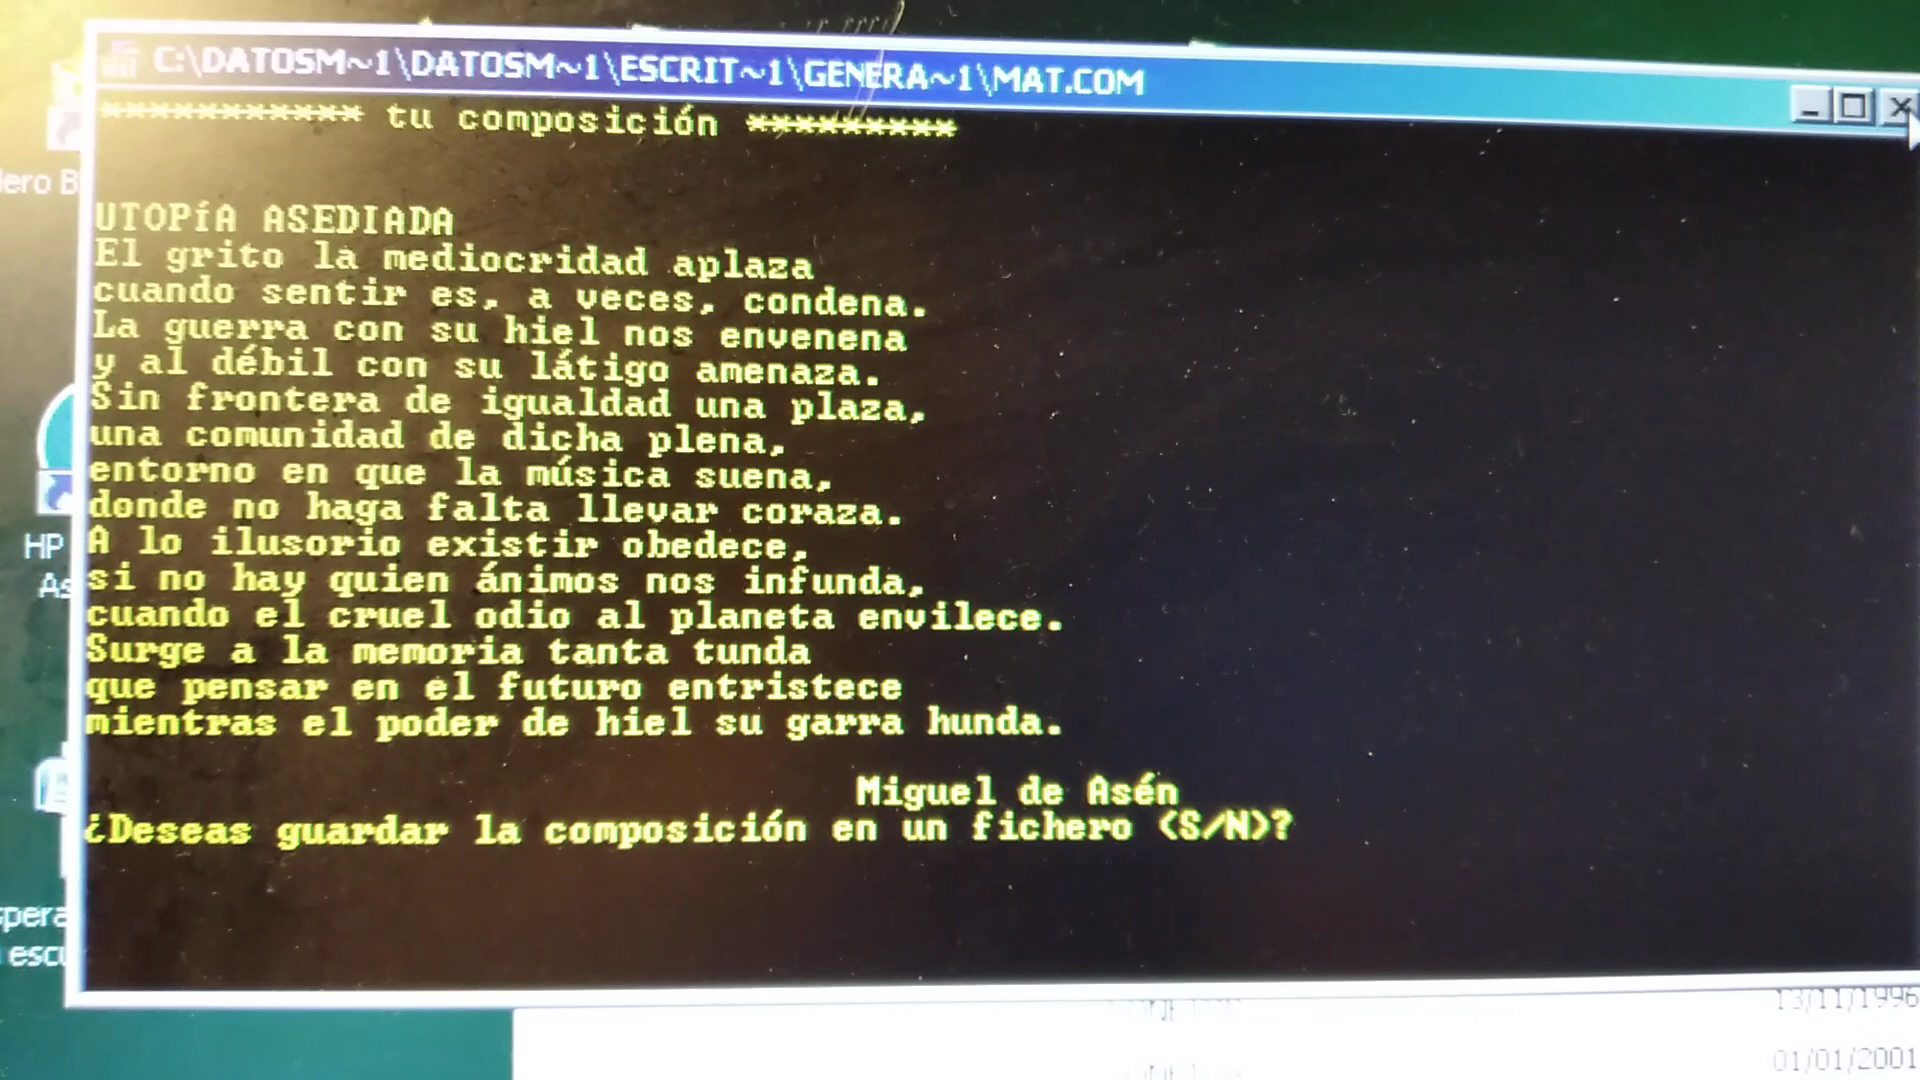 C:\DATOSM~1\DATOSM~1\ESCRIT~1\GENERA~1\MAT.COM
*********** tu composición *********
UTOPíA ASEDIADA
El grito la mediocridad aplaza
cuando sentir es, a veces, condena.
La guerra con su hiel nos envenena
y al débil con su látigo amenaza.
Sin frontera de igualdad una plaza,
una comunidad de dicha plena,
entorno en que la música suena,
donde no haga falta llevar coraza.
A lo ilusorio existir obedece,
si no hay quien ánimos nos infunda,
cuando el cruel odio al planeta envilece.
Surge a la memoria tanta tunda
que pensar en el futuro entristece
mientras el poder de hiel su garra hunda.
Miguel de Asén
¿Deseas guardar la composición en un fichero (S/N)?
HP
13/11/1996
01/01/2001